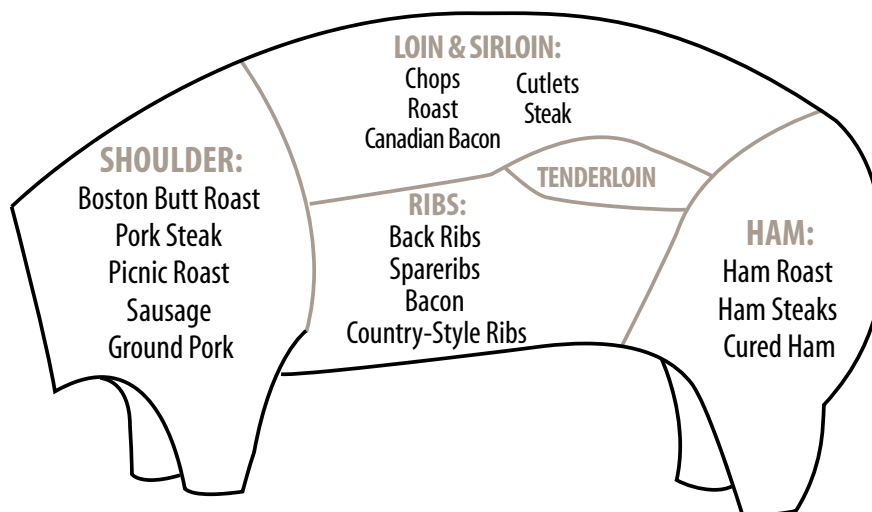 LOIN & SIRLOIN:
Chops
Roast
Canadian Bacon
Cutlets
Steak
SHOULDER:
Boston Butt Roast
Pork Steak
Picnic Roast
Sausage
Ground Pork
TENDERLOIN
RIBS:
Back Ribs
Spareribs
Bacon
Country-Style Ribs
HAM:
Ham Roast
Ham Steaks
Cured Ham